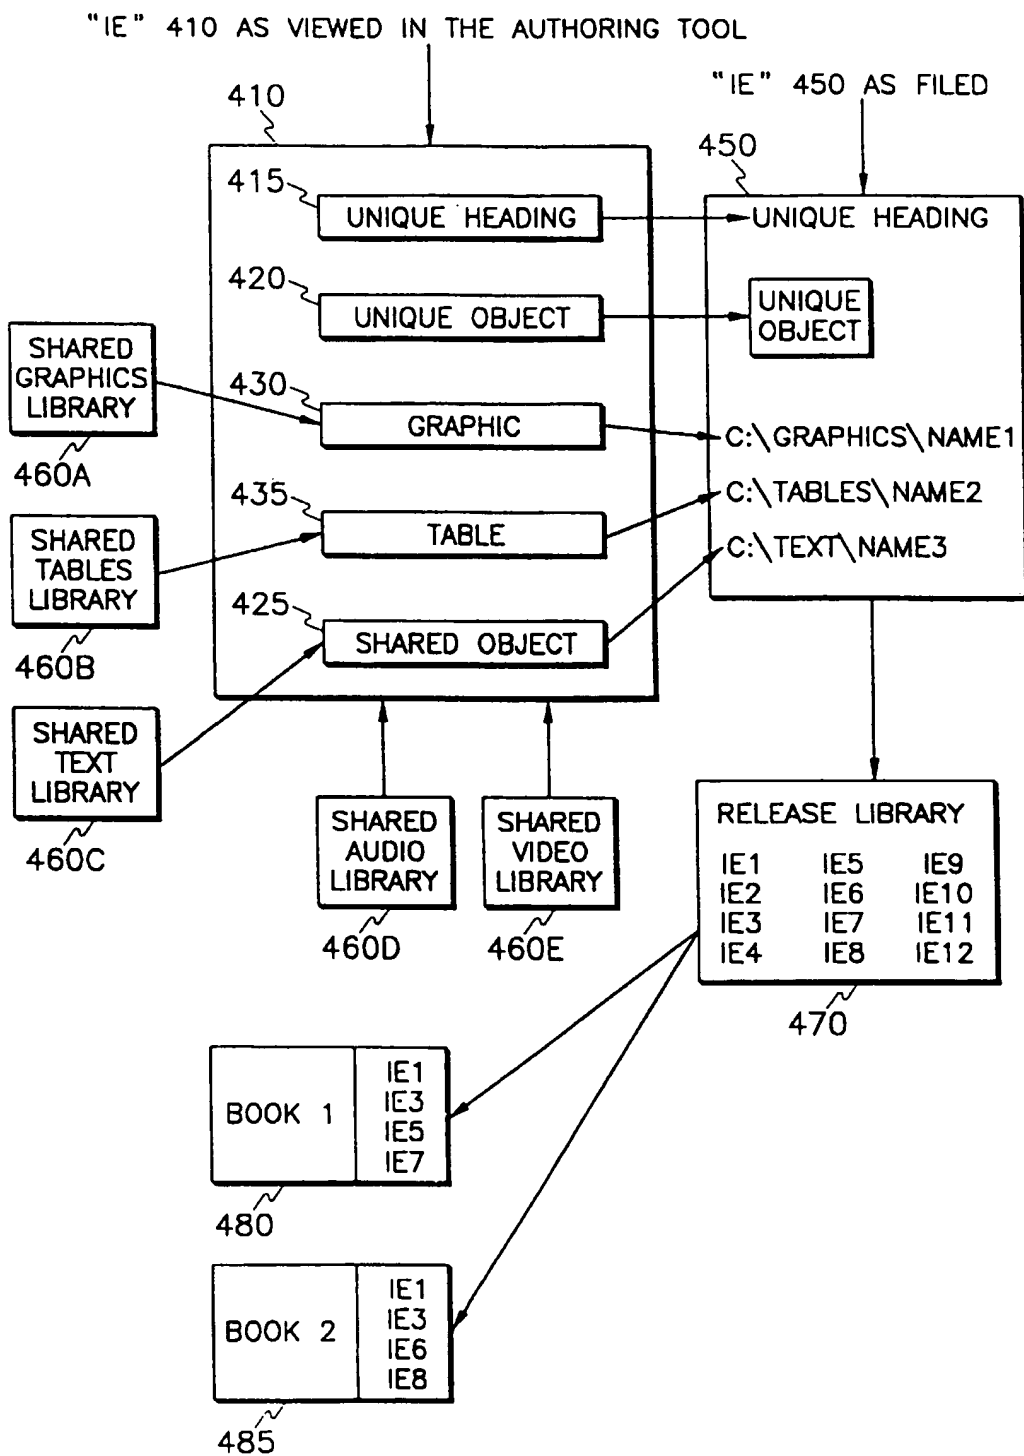 "IE" 410 AS VIEWED IN THE AUTHORING TOOL
"IE" 450 AS FILED
410
450
415
UNIQUE HEADING
UNIQUE HEADING
420
UNIQUE OBJECT
UNIQUE
OBJECT
SHARED
GRAPHICS
LIBRARY
460A
430
GRAPHIC
C:\GRAPHICS\NAME1
435
TABLE
C:\TABLES\NAME2
SHARED
TABLES
LIBRARY
460B
C:\TEXT\NAME3
425
SHARED OBJECT
SHARED
TEXT
LIBRARY
460C
SHARED
AUDIO
LIBRARY
460D
SHARED
VIDEO
LIBRARY
460E
RELEASE LIBRARY
IE1 IE5 IE9
IE2 IE6 IE10
IE3 IE7 IE11
IE4 IE8 IE12
470
BOOK 1
IE1
IE3
IE5
IE7
480
BOOK 2
IE1
IE3
IE6
IE8
485